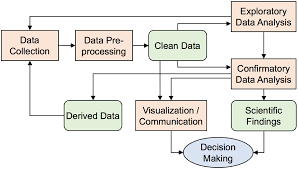 Exploratory
Data Analysis
Data
Collection
Data Pre-
processing
Clean Data
Confirmatory
Data Analysis
Derived Data
Visualization /
Communication
Scientific
Findings
Decision
Making